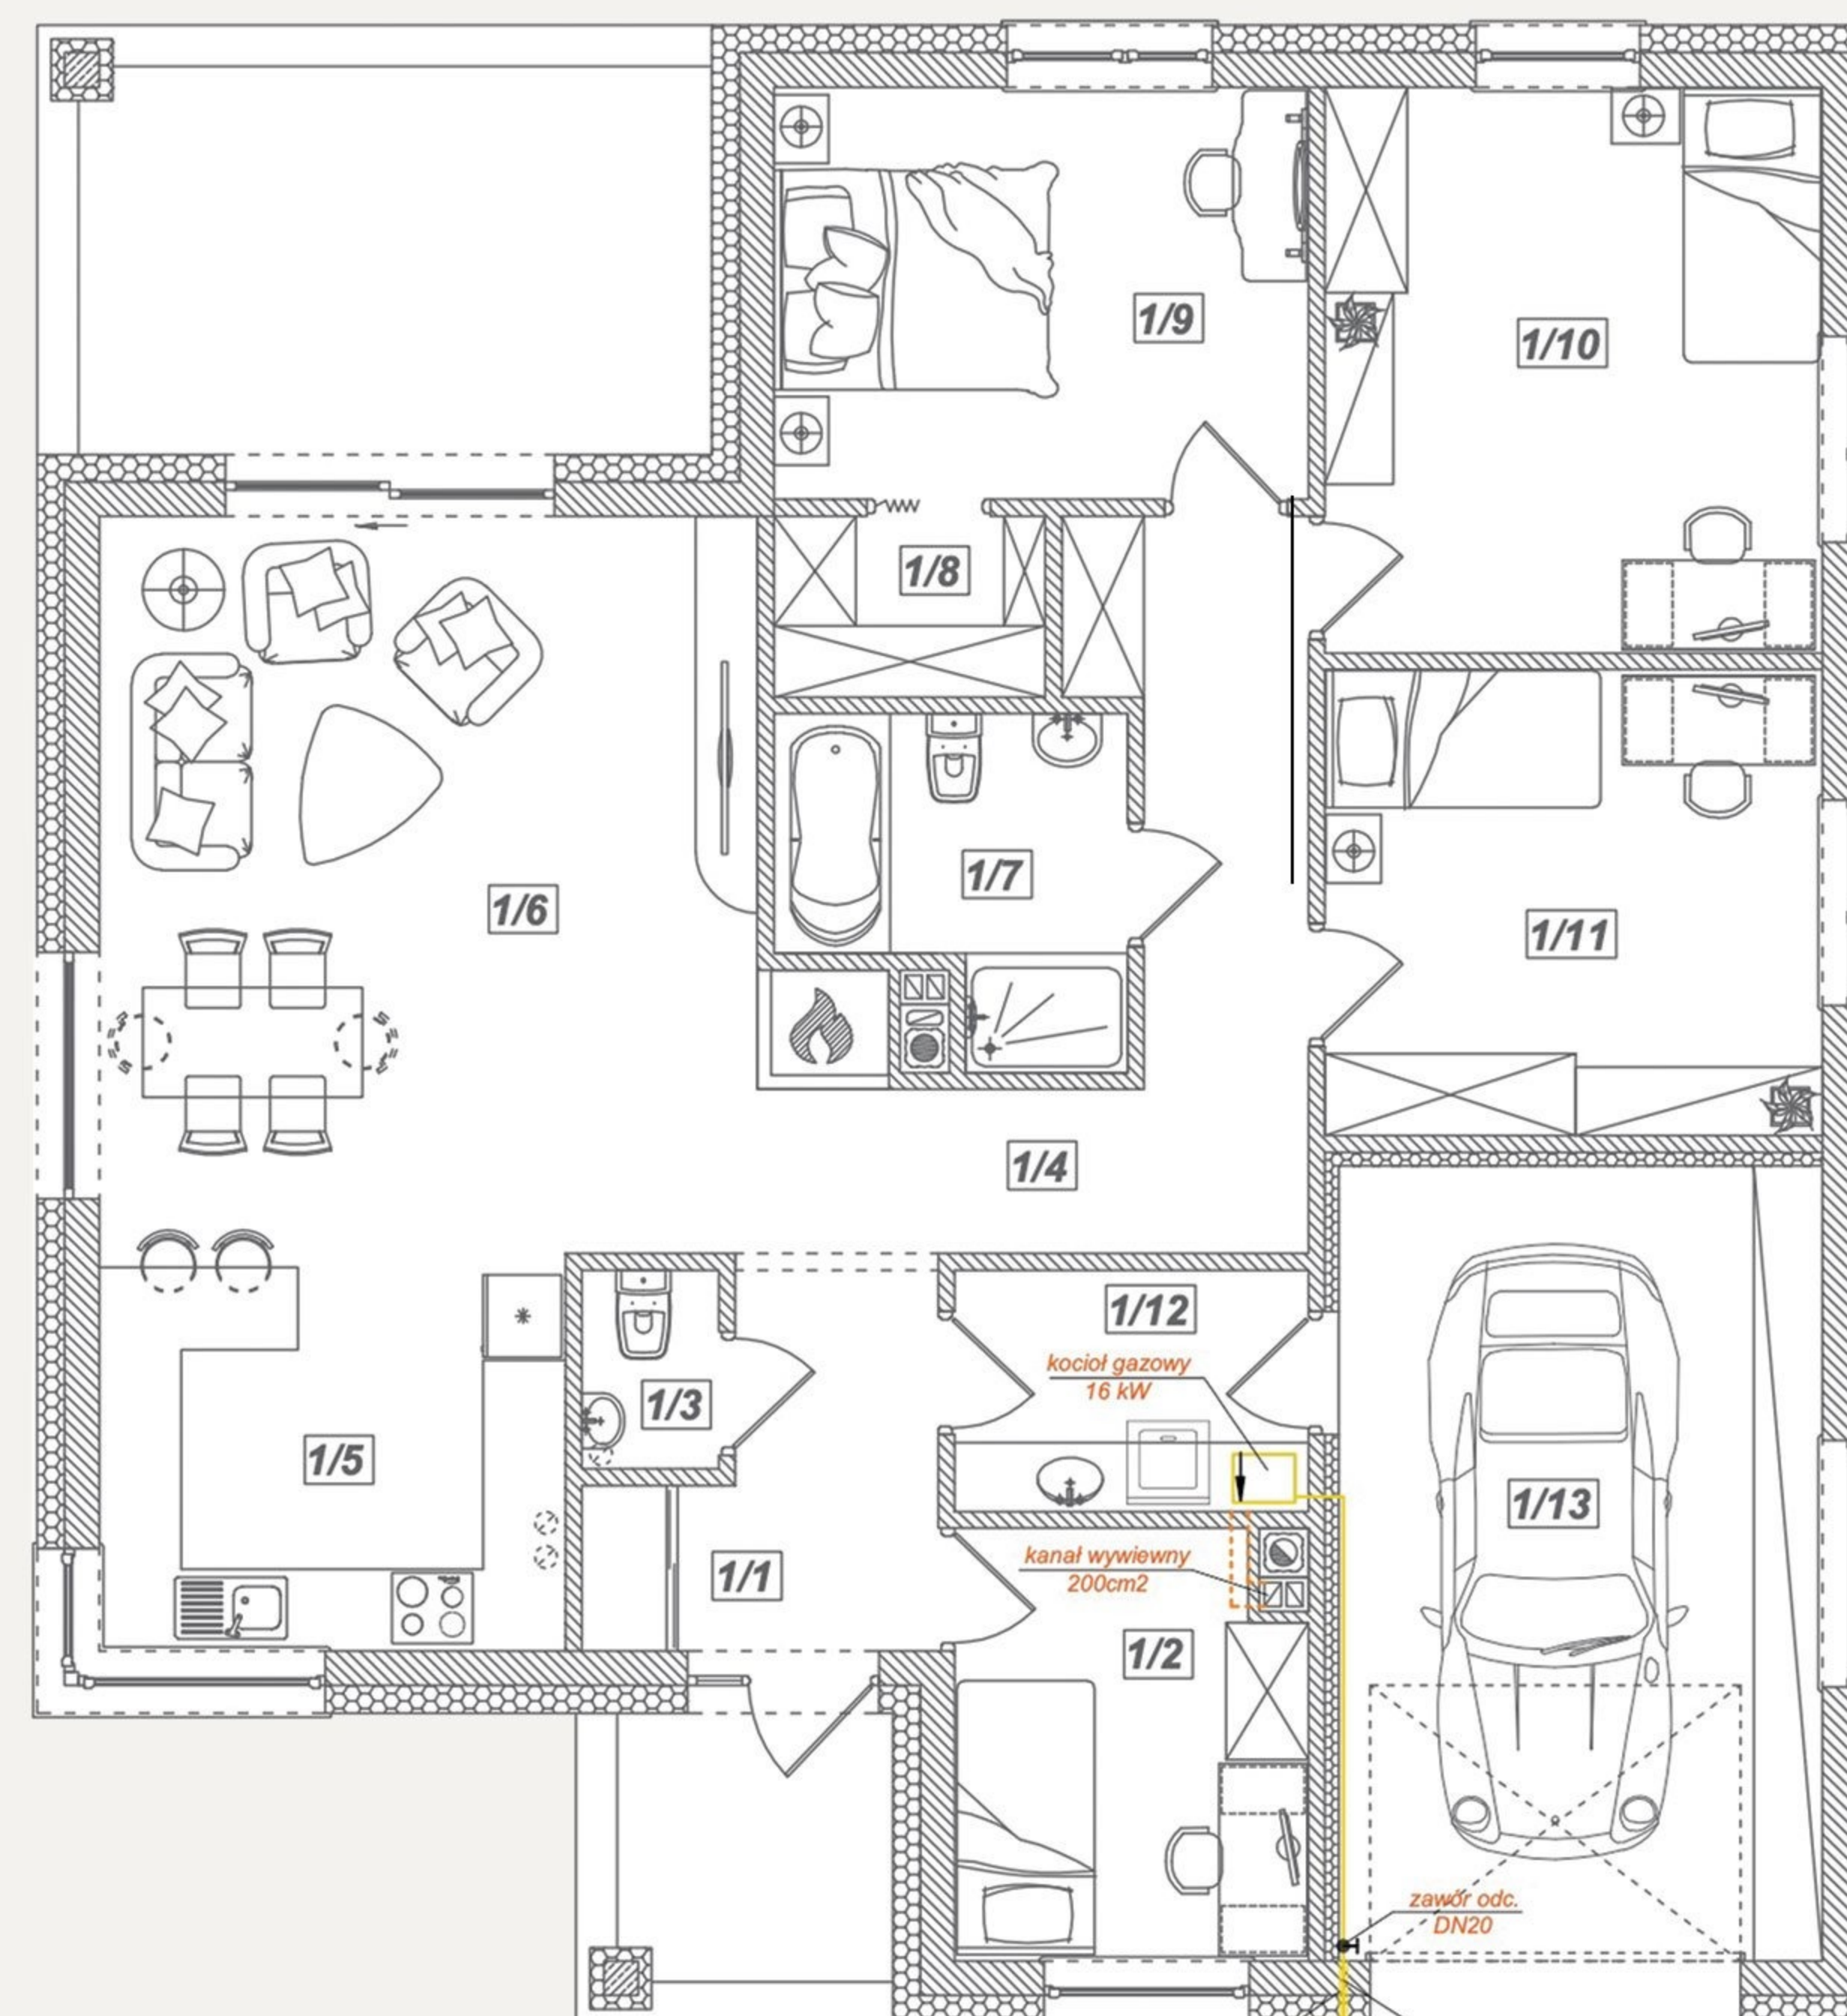 1/9
1/10
1/8
1/7
1/6
1/11
1/4
1/12
kocioł gazowy
16 kW
1/3
1/5
1/13
kanał wywiewny
200cm2
1/1
1/2
zawór odc.
DN20